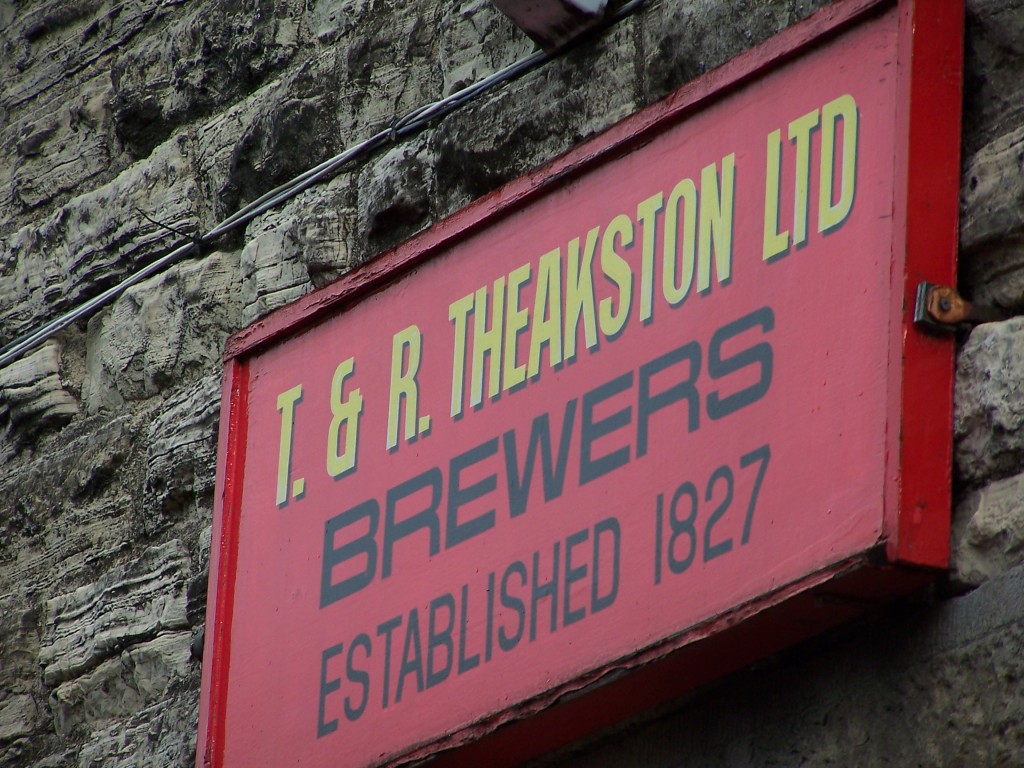 T. & R. THEAKSTON LTD
BREWERS
ESTABLISHED 1827